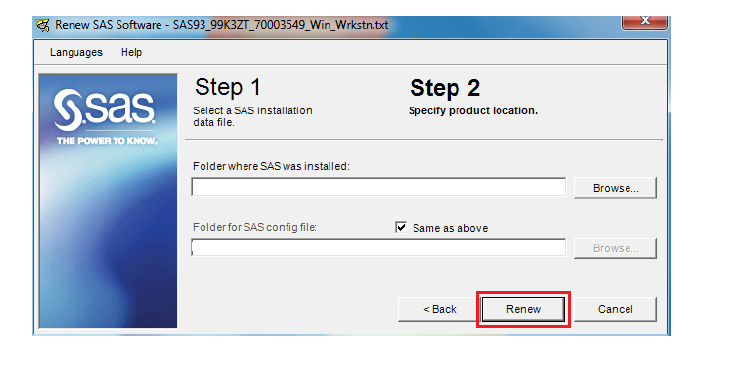 Renew SAS Software - SAS93_99K3ZT_70003549_Win_Wrkstn.txt
X
Languages Help
Step 1 Step 2
Select a SAS installation data file. Specify product location.
sas.
THE POWER TO KNOW.
Folder where SAS was installed:
Browse...
Folder for SAS config file: Same as above
Browse...
< Back Renew Cancel